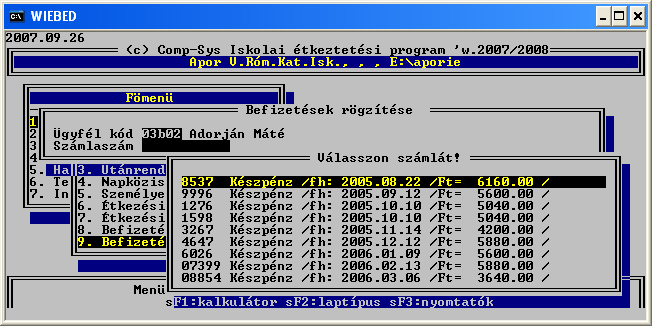 WIEBED
2007.09.26
(c) Comp-Sys Iskolai étkeztetési program 'w.2007/2008
Apor V.Róm.Kat.Isk., , , E:\aporie
Fömenü
Befizetések rögzítése
1
2 Ügyfél kód 03b02 Adorján Máté
3 Számlaszám
4
Válasszon számlát!
5. Ha 3. Utánrend
6. Te 4. Napközis
7. In 5. Személye
6. Étkezési
7. Étkezési
8. Befizeté
9. Befizeté
8537 Készpénz /fh: 2005.08.22 /Ft= 6160.00 /
9996 Készpénz /fh: 2005.09.12 /Ft= 5600.00 /
1276 Készpénz /fh: 2005.10.10 /Ft= 5040.00 /
1598 Készpénz /fh: 2005.10.10 /Ft= 5040.00 /
3267 Készpénz /fh: 2005.11.14 /Ft= 4200.00 /
4647 Készpénz /fh: 2005.12.12 /Ft= 5880.00 /
6026 Készpénz /fh: 2006.01.09 /Ft= 5600.00 /
07399 Készpénz /fh: 2006.02.13 /Ft= 5880.00 /
08854 Készpénz /fh: 2006.03.06 /Ft= 3640.00 /
Menü
sF1:kalkulátor sF2:laptípus sF3:nyomtatók